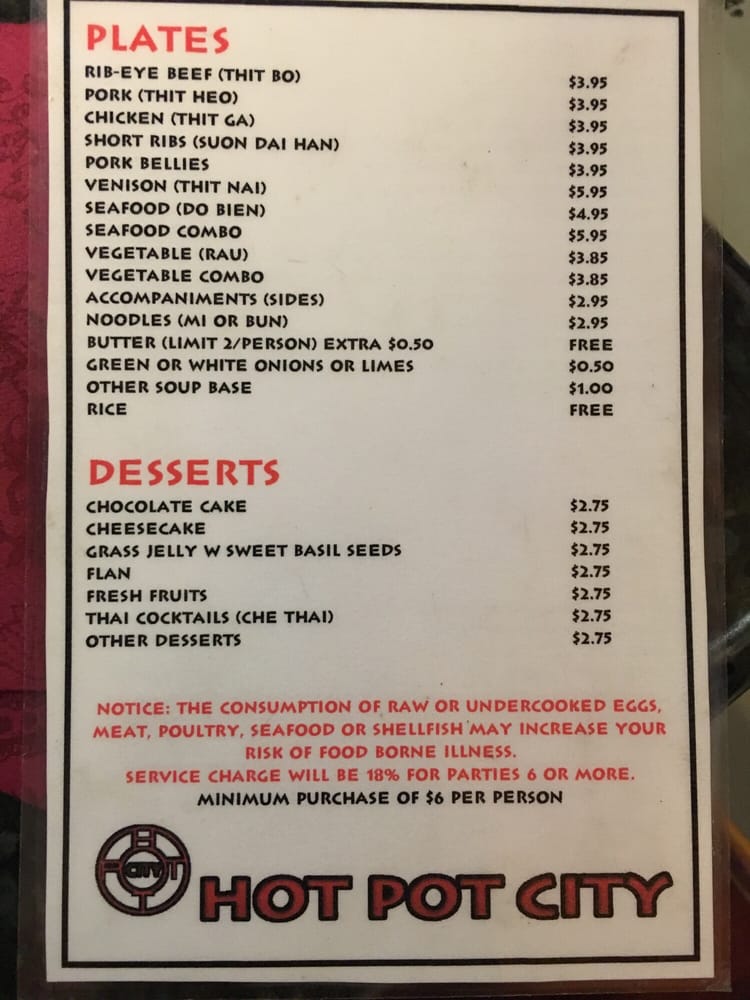 PLATES
RIB-EYE BEEF (THIT BO) $3.95
PORK (THIT HEO) $3.95
CHICKEN (THIT GA) $3.95
SHORT RIBS (SUON DAI HAN) $3.95
PORK BELLIES $3.95
VENISON (THIT NAI) $5.95
SEAFOOD (DO BIEN) $4.95
SEAFOOD COMBO $5.95
VEGETABLE (RAU) $3.85
VEGETABLE COMBO $3.85
ACCOMPANIMENTS (SIDES) $2.95
NOODLES (MI OR BUN) $2.95
BUTTER (LIMIT 2/PERSON) EXTRA $0.50 FREE
GREEN OR WHITE ONIONS OR LIMES $0.50
OTHER SOUP BASE $1.00
RICE FREE
DESSERTS
CHOCOLATE CAKE $2.75
CHEESECAKE $2.75
GRASS JELLY W SWEET BASIL SEEDS $2.75
FLAN $2.75
FRESH FRUITS $2.75
THAI COCKTAILS (CHE THAI) $2.75
OTHER DESSERTS $2.75
NOTICE: THE CONSUMPTION OF RAW OR UNDERCOOKED EGGS,
MEAT, POULTRY, SEAFOOD OR SHELLFISH MAY INCREASE YOUR
RISK OF FOOD BORNE ILLNESS.
SERVICE CHARGE WILL BE 18% FOR PARTIES 6 OR MORE.
MINIMUM PURCHASE OF $6 PER PERSON
CITY
HOT POT CITY